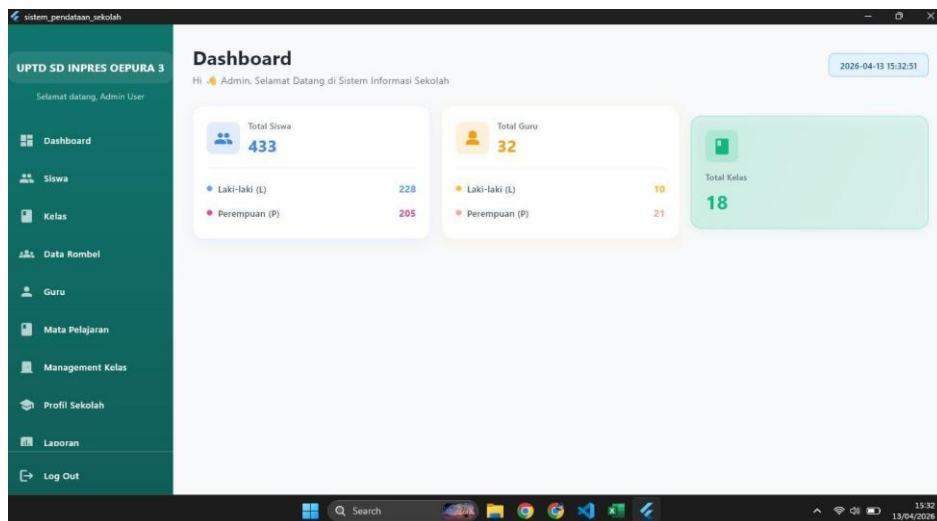 sistem_pendataan_sekolah
UPTD SD INPRES OEPURA 3
Selamat datang, Admin User
Dashboard
Siswa
Kelas
Data Rombel
Guru
Mata Pelajaran
Management Kelas
Profil Sekolah
Laporan
Log Out
Dashboard
Hi 👋 Admin. Selamat Datang di Sistem Informasi Sekolah
2026-04-13 15:32:51
Total Siswa
433
Laki-laki (L) 228
Perempuan (P) 205
Total Guru
32
Laki-laki (L) 10
Perempuan (P) 21
Total Kelas
18
Search
15:32
13/04/2026